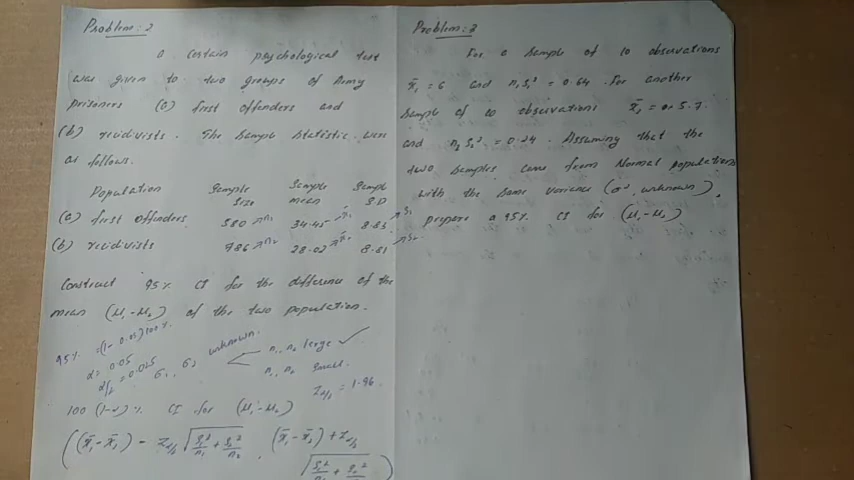 Problem: 2
A certain psychological test
was given to two groups of Army
prisoners (a) first offenders and
(b) recidivists. The sample statistic were
as follows.
Population Sample Size Sample mean Sample S.D
(a) first offenders 580 → n₁ 34.45 → x̄₁ 8.83 → S₁
(b) recidivists 786 → n₂ 28.02 → x̄₂ 8.81 → S₂
Construct 95% CI for the difference of the
mean (μ₁-μ₂) of the two population.
95% = (1-0.05)100%
α = 0.05
α/2 = 0.025 σ₁, σ₂ unknown
n₁, n₂ large ✓
n₁, n₂ small.
Z α/2 = 1.96
100(1-α)% CI for (μ₁-μ₂)
((x̄₁-x̄₂) - Zα/2 √(S₁²/n₁ + S₂²/n₂), (x̄₁-x̄₂) + Zα/2
√(S₁²/n₁ + S₂²/n₂))
Problem: 3
For a sample of 10 observations
x̄₁ = 6 and n₁S₁² = 0.64. For another
sample of 10 observations x̄₂ = 5.7
and n₂S₂² = 0.24. Assuming that the
two samples came from Normal populations
with the same variance (σ², unknown),
prepare a 95% CI for (μ₁-μ₂)